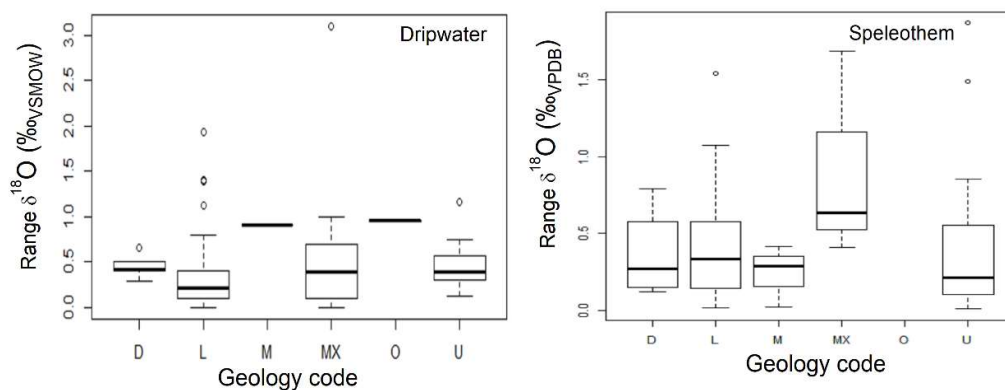 Dripwater
Range δ¹⁸O (‰VSMOW)
3.0
2.5
2.0
1.5
1.0
0.5
0.0
D L M MX O U
Geology code
Speleothem
Range δ¹⁸O (‰VPDB)
1.5
1.0
0.5
0.0
D L M MX O U
Geology code